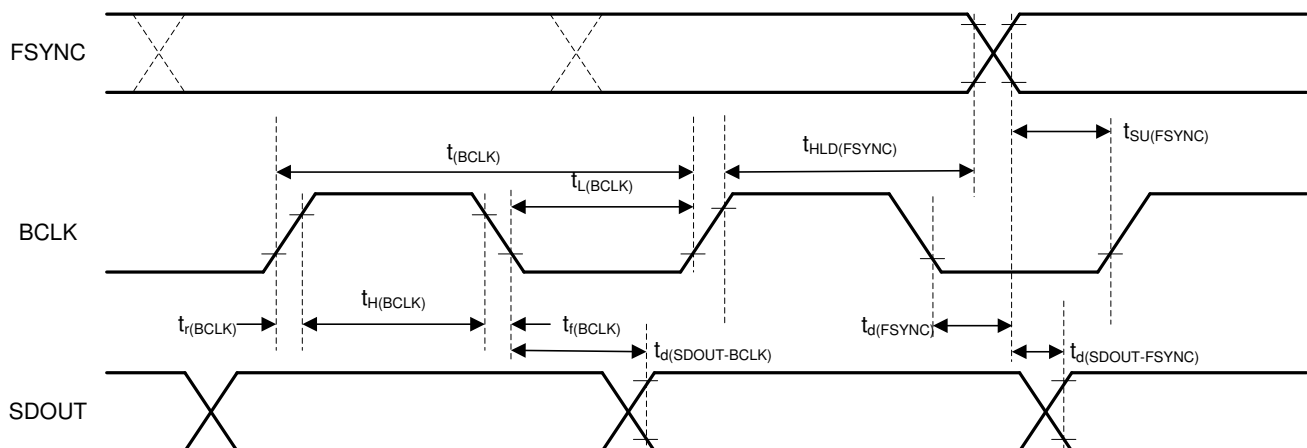 FSYNC
t(BCLK)
tHLD(FSYNC)
tSU(FSYNC)
tL(BCLK)
BCLK
tr(BCLK)
tH(BCLK)
tf(BCLK)
td(FSYNC)
td(SDOUT-BCLK)
td(SDOUT-FSYNC)
SDOUT